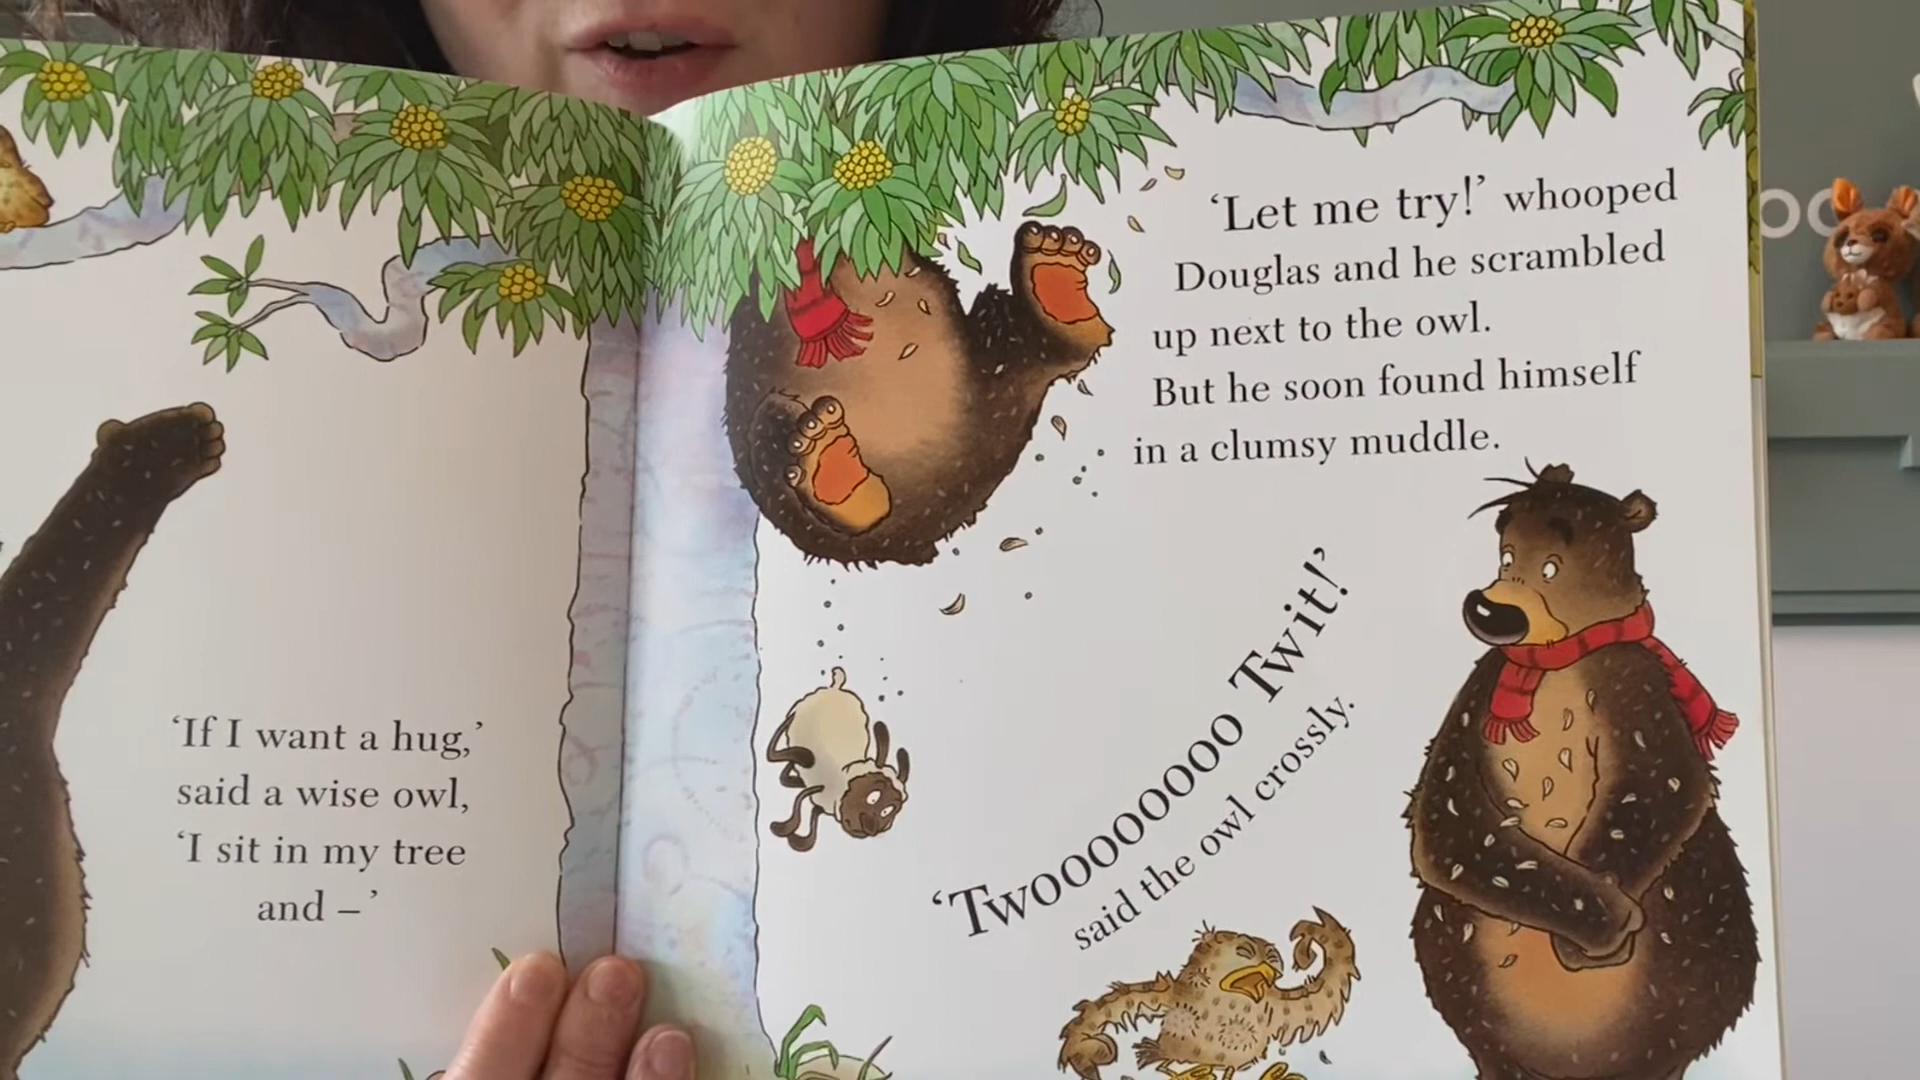 ‘If I want a hug,’
said a wise owl,
‘I sit in my tree
and – ’
‘Let me try!’ whooped
Douglas and he scrambled
up next to the owl.
But he soon found himself
in a clumsy muddle.
‘Twoooooooo Twit!’
said the owl crossly.